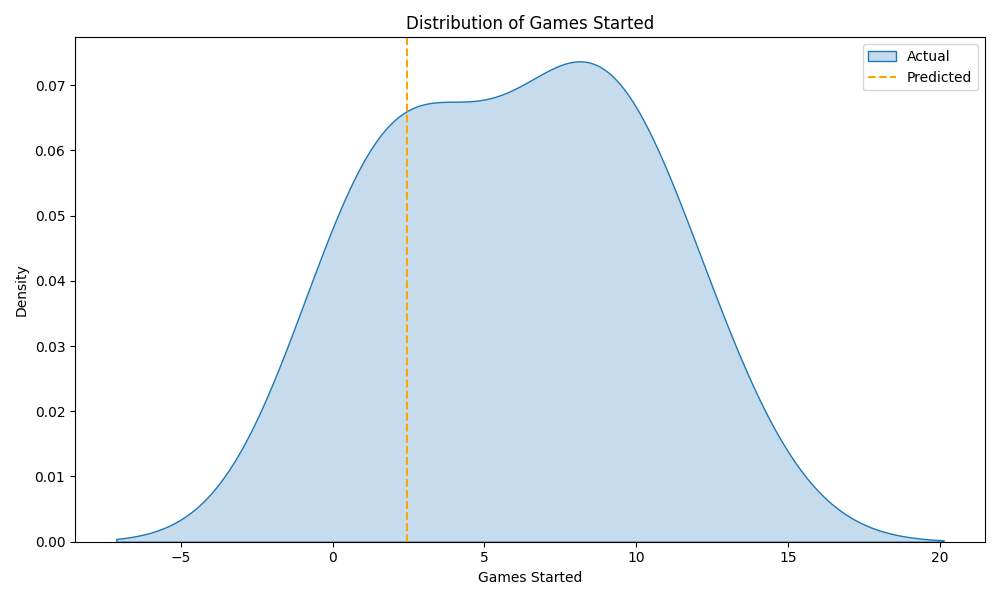 Distribution of Games Started
Actual
Predicted
0.07
0.06
0.05
0.04
0.03
0.02
0.01
0.00
Density
−5
0
5
10
15
20
Games Started